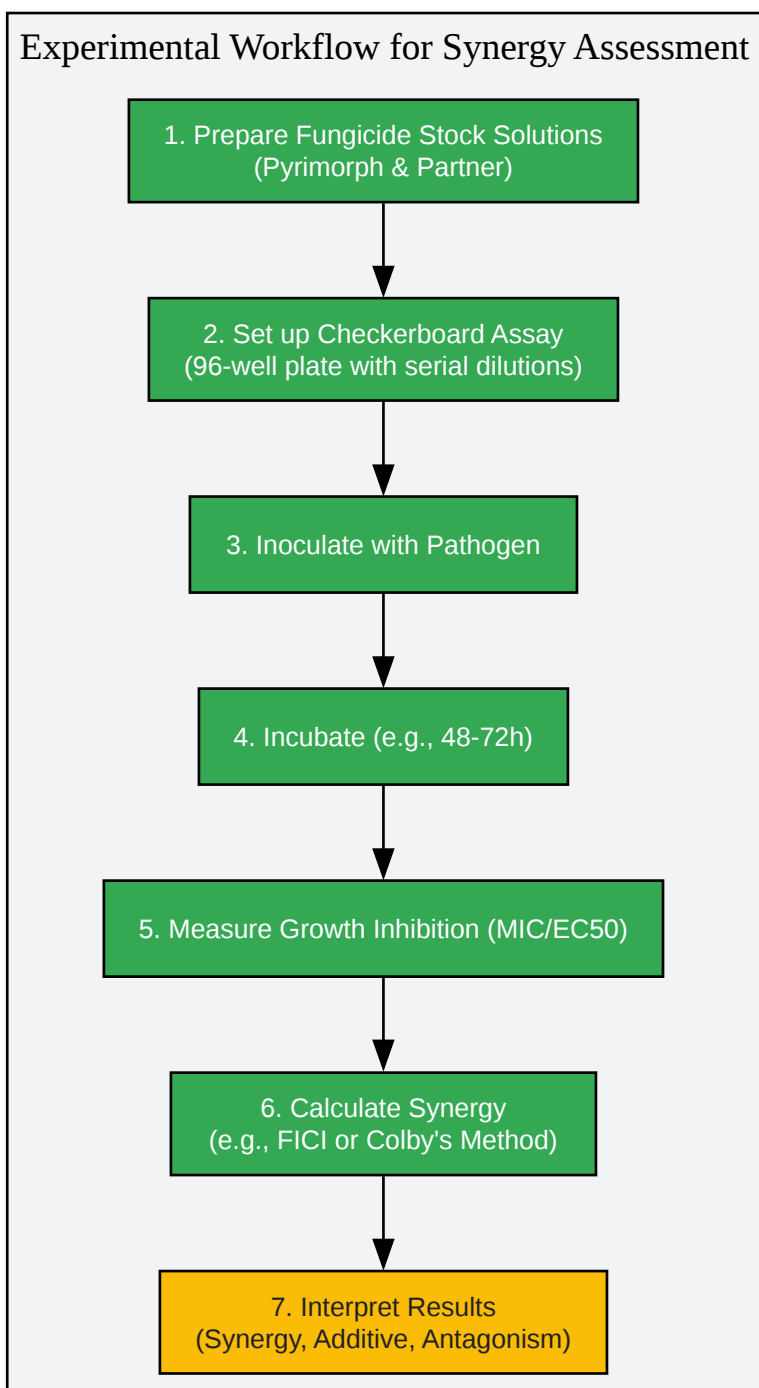 Experimental Workflow for Synergy Assessment
1. Prepare Fungicide Stock Solutions
(Pyrimorph & Partner)
2. Set up Checkerboard Assay
(96-well plate with serial dilutions)
3. Inoculate with Pathogen
4. Incubate (e.g., 48-72h)
5. Measure Growth Inhibition (MIC/EC50)
6. Calculate Synergy
(e.g., FICI or Colby's Method)
7. Interpret Results
(Synergy, Additive, Antagonism)